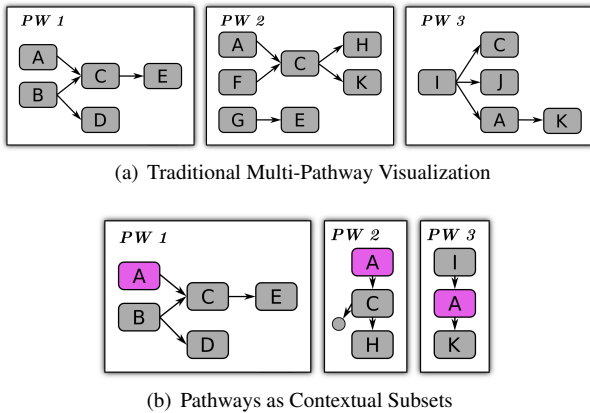 PW 1
A
B
C
E
D
PW 2
A
F
C
H
K
G
E
PW 3
I
C
J
A
K
(a) Traditional Multi-Pathway Visualization
PW 1
A
B
C
E
D
PW 2
A
C
H
PW 3
I
A
K
(b) Pathways as Contextual Subsets